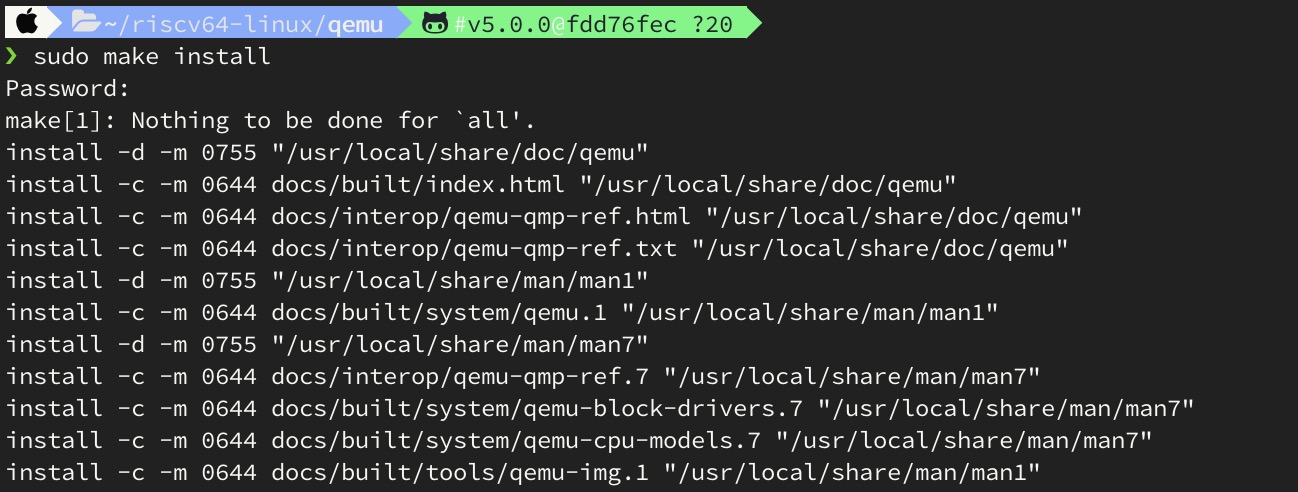 ~/riscv64-linux/qemu #v5.0.0@fdd76fec ?20
❯ sudo make install
Password:
make[1]: Nothing to be done for `all'.
install -d -m 0755 "/usr/local/share/doc/qemu"
install -c -m 0644 docs/built/index.html "/usr/local/share/doc/qemu"
install -c -m 0644 docs/interop/qemu-qmp-ref.html "/usr/local/share/doc/qemu"
install -c -m 0644 docs/interop/qemu-qmp-ref.txt "/usr/local/share/doc/qemu"
install -d -m 0755 "/usr/local/share/man/man1"
install -c -m 0644 docs/built/system/qemu.1 "/usr/local/share/man/man1"
install -d -m 0755 "/usr/local/share/man/man7"
install -c -m 0644 docs/interop/qemu-qmp-ref.7 "/usr/local/share/man/man7"
install -c -m 0644 docs/built/system/qemu-block-drivers.7 "/usr/local/share/man/man7"
install -c -m 0644 docs/built/system/qemu-cpu-models.7 "/usr/local/share/man/man7"
install -c -m 0644 docs/built/tools/qemu-img.1 "/usr/local/share/man/man1"